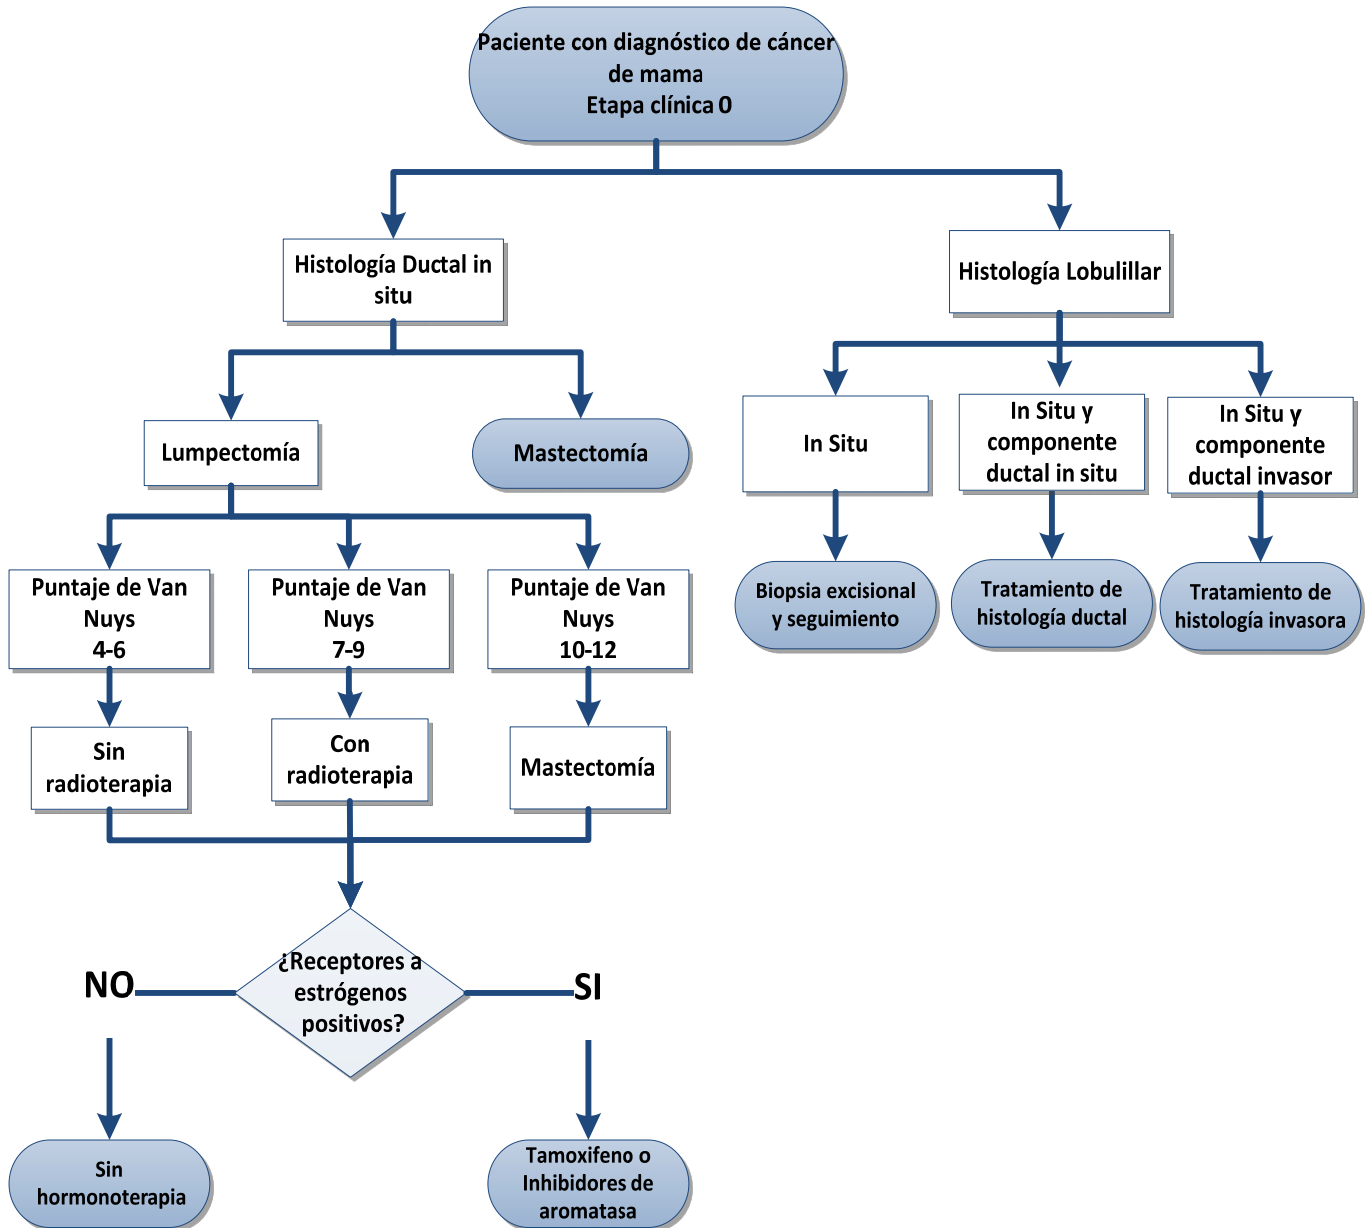 Paciente con diagnóstico de cáncer
de mama
Etapa clínica 0
Histología Ductal in
situ
Histología Lobulillar
Lumpectomía
Mastectomía
In Situ
In Situ y
componente
ductal in situ
In Situ y
componente
ductal invasor
Puntaje de Van
Nuys
4-6
Puntaje de Van
Nuys
7-9
Puntaje de Van
Nuys
10-12
Biopsia excisional
y seguimiento
Tratamiento de
histología ductal
Tratamiento de
histología invasora
Sin
radioterapia
Con
radioterapia
Mastectomía
¿Receptores a
estrógenos
positivos?
NO
SI
Sin
hormonoterapia
Tamoxifeno o
Inhibidores de
aromatasa